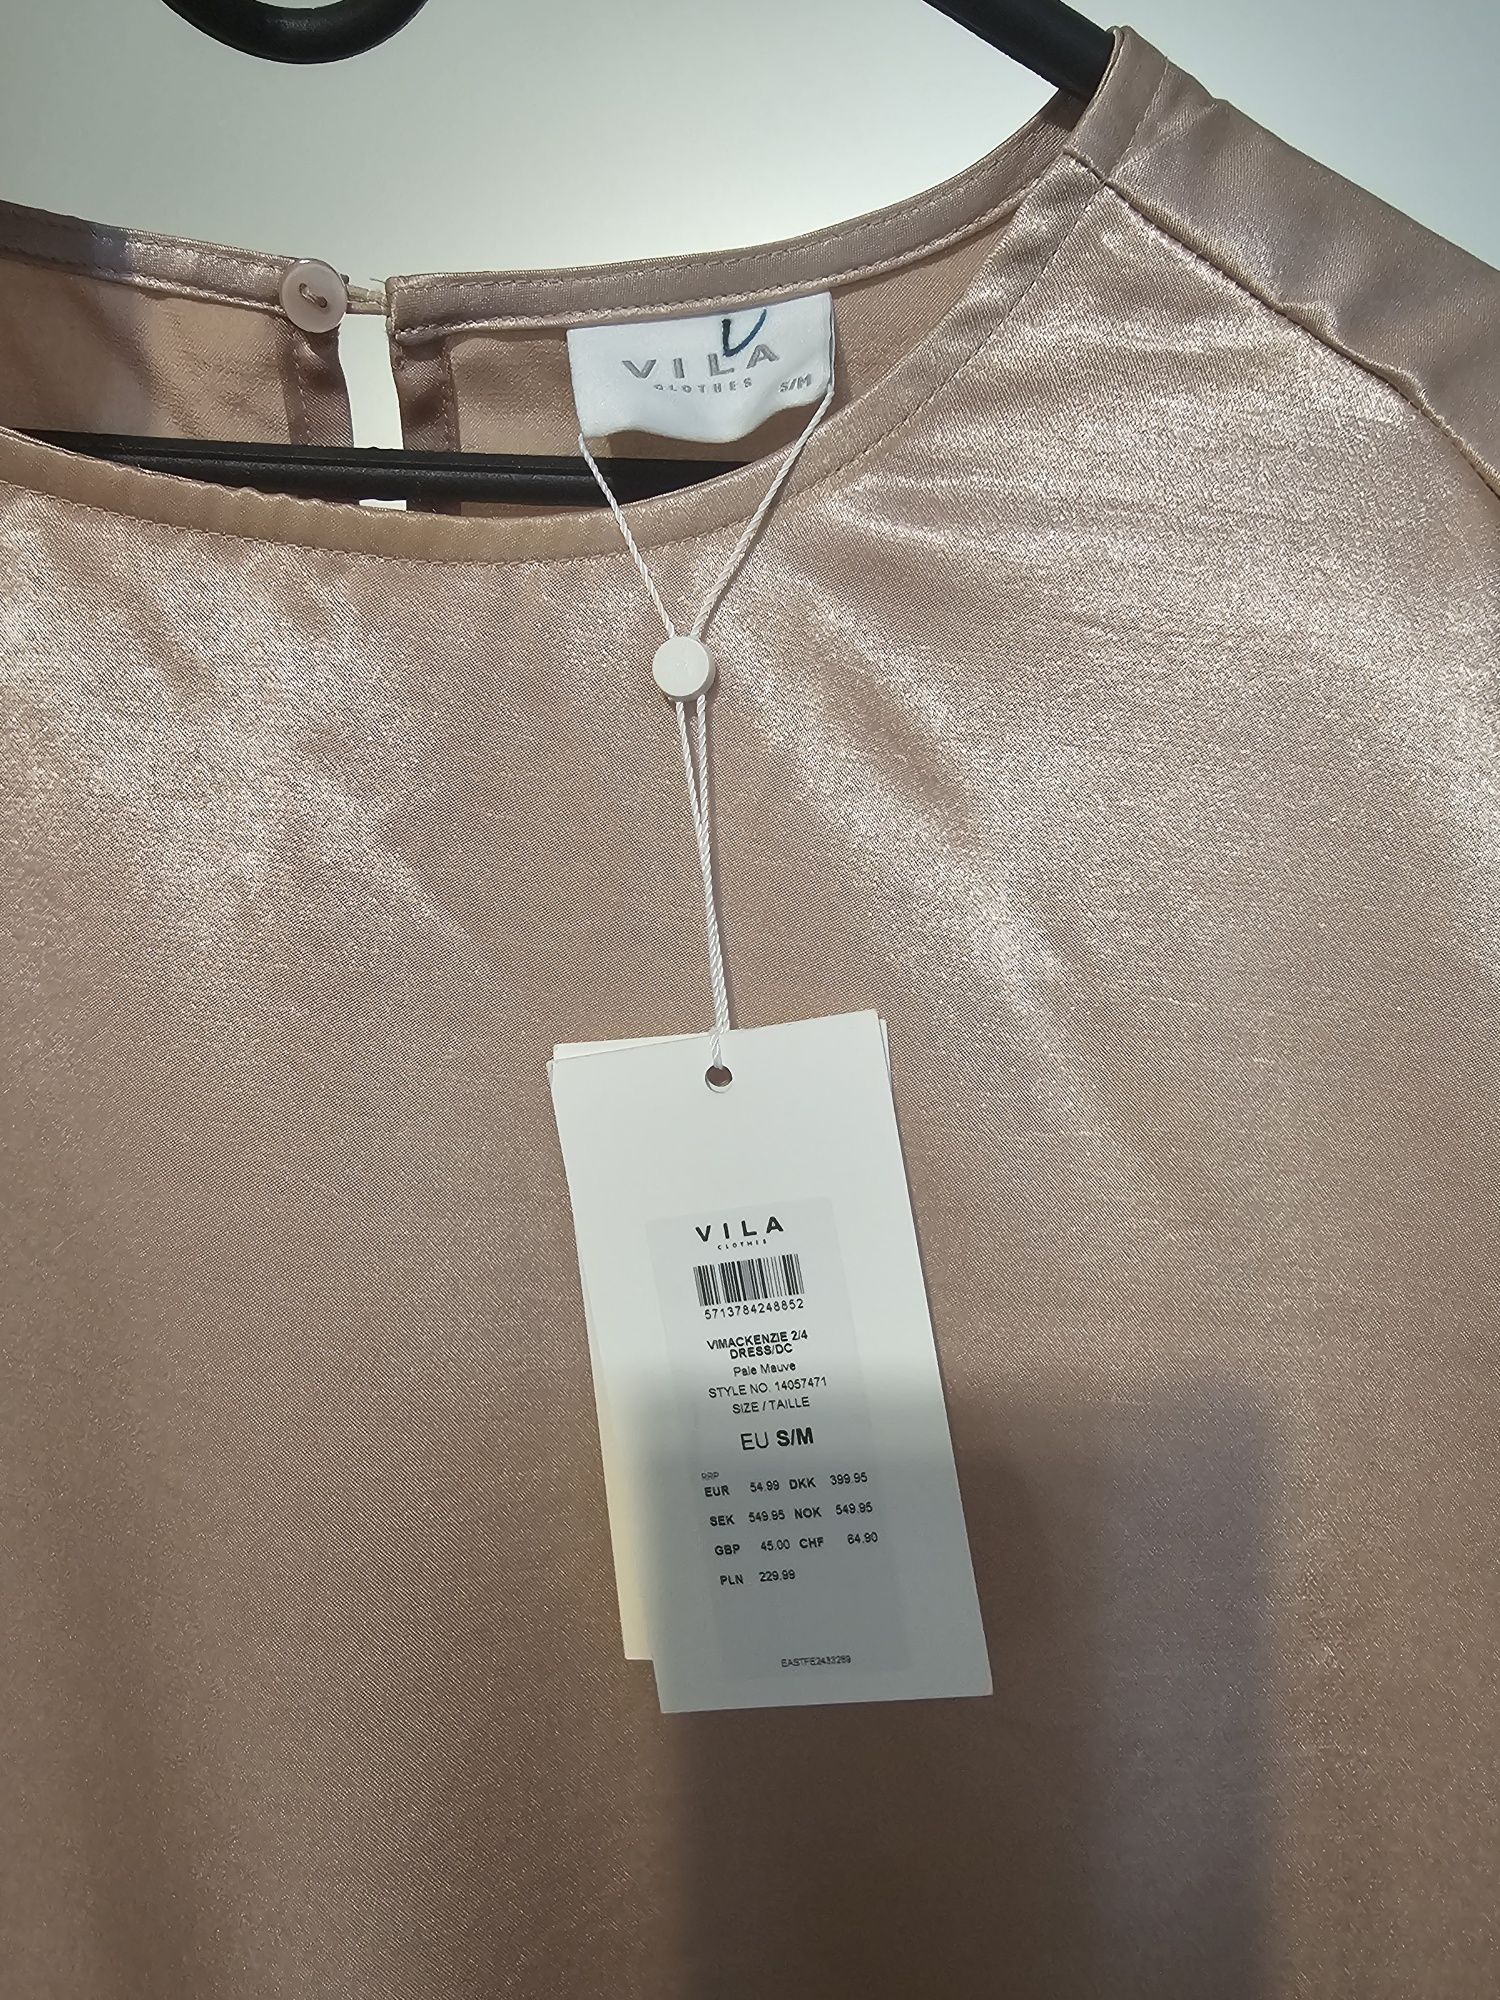 VILA
CLOTHES S/M
VILA
CLOTHES
5713784248852
VIMACKENZIE 2/4
DRESS/DC
Pale Mauve
STYLE NO. 14057471
SIZE / TAILLE
EU S/M
RRP
EUR 54.99 DKK 399.95
SEK 549.95 NOK 549.95
GBP 45.00 CHF 64.90
PLN 229.99
EASTFE2433289